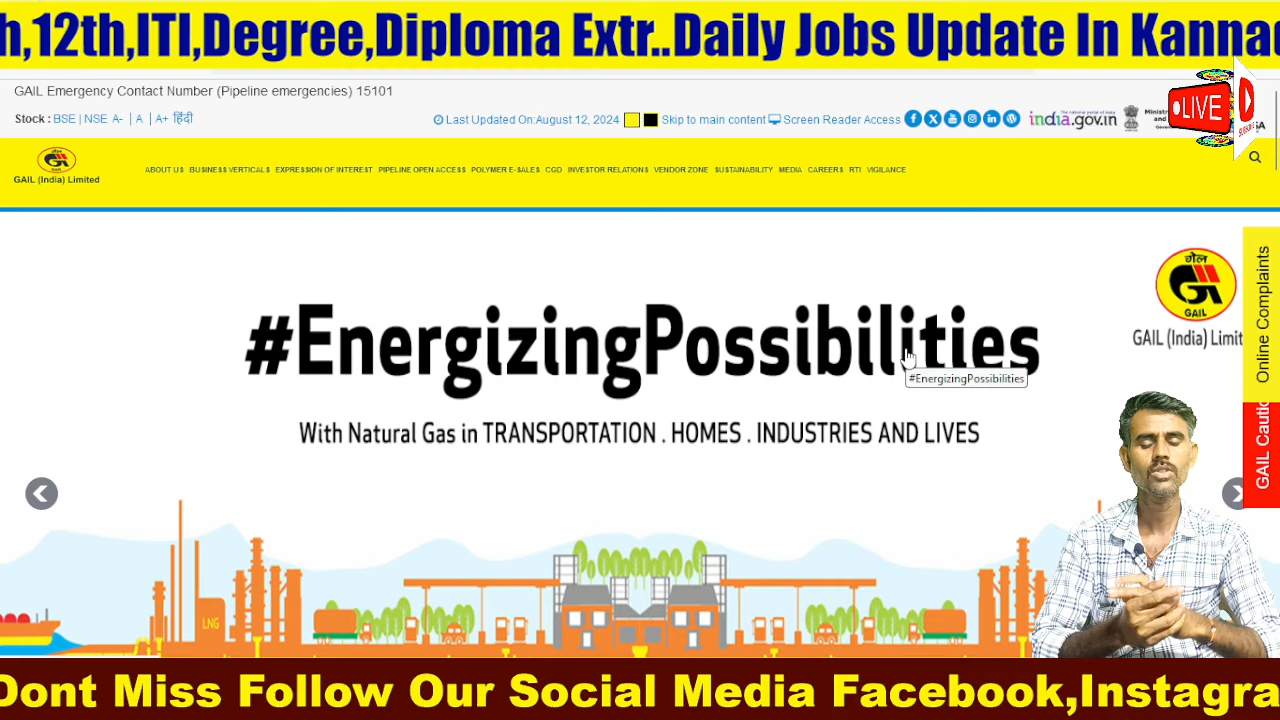 h,12th,ITI,Degree,Diploma Extr..Daily Jobs Update In Kanna
GAIL Emergency Contact Number (Pipeline emergencies) 15101
Stock : BSE | NSE A- | A | A+ हिंदी
Last Updated On:August 12, 2024 Skip to main content Screen Reader Access
india.gov.in
LIVE
GAIL (India) Limited
ABOUT US BUSINESS VERTICALS EXPRESSION OF INTEREST PIPELINE OPEN ACCESS POLYMER E-SALES CGD INVESTOR RELATIONS VENDOR ZONE SUSTAINABILITY MEDIA CAREERS RTI VIGILANCE
गेल
GAIL
GAIL (India) Limit
Online Complaints
#EnergizingPossibilities
#EnergizingPossibilities
With Natural Gas in TRANSPORTATION . HOMES . INDUSTRIES AND LIVES
GAIL Cautio
LNG
Dont Miss Follow Our Social Media Facebook,Instagra